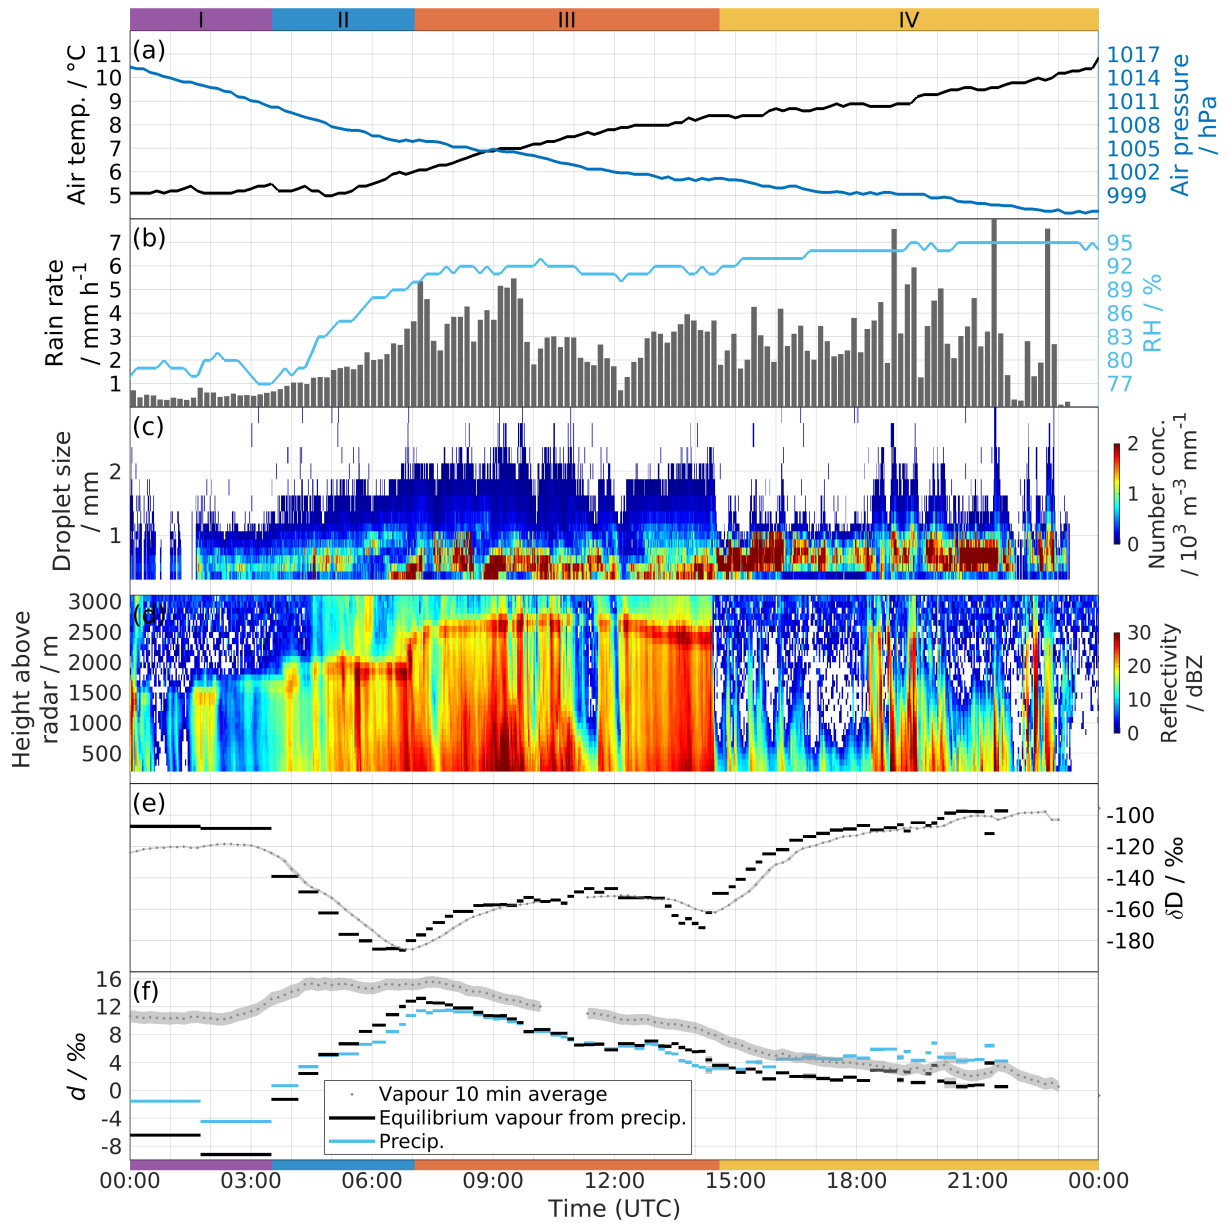 I II III IV
(a)
11
10
9
8
7
6
5
Air temp. / °C
1017
1014
1011
1008
1005
1002
999
Air pressure
/ hPa
(b)
7
6
5
4
3
2
1
Rain rate
/ mm h-1
95
92
89
86
83
80
77
RH / %
(c)
2
1
Droplet size
/ mm
2
1
0
Number conc.
/ 10³ m-3 mm-1
(d)
3000
2500
2000
1500
1000
500
Height above
radar / m
30
20
10
0
Reflectivity
/ dBZ
(e)
-100
-120
-140
-160
-180
δD / ‰
(f)
16
12
8
4
0
-4
-8
d / ‰
Vapour 10 min average
Equilibrium vapour from precip.
Precip.
00:00 03:00 06:00 09:00 12:00 15:00 18:00 21:00 00:00
Time (UTC)